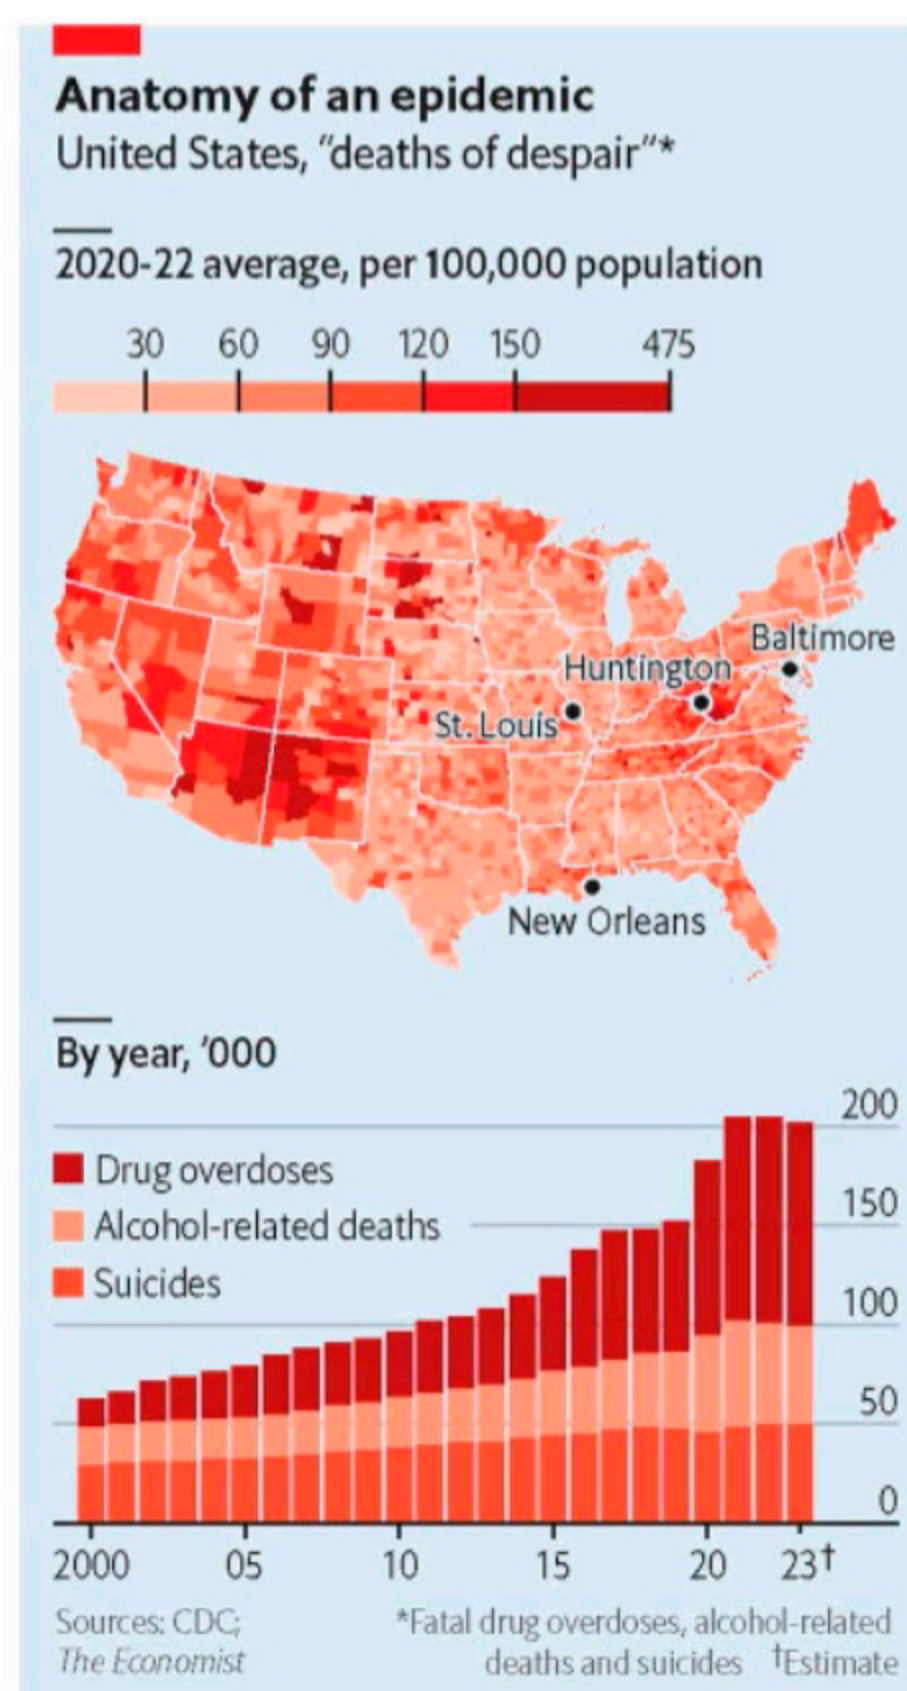 Anatomy of an epidemic
United States, “deaths of despair”*
2020-22 average, per 100,000 population
30 60 90 120 150 475
Baltimore
Huntington
St. Louis
New Orleans
By year, ’000
200
Drug overdoses
150
Alcohol-related deaths
Suicides
100
50
0
2000 05 10 15 20 23†
Sources: CDC;
The Economist
*Fatal drug overdoses, alcohol-related
deaths and suicides †Estimate